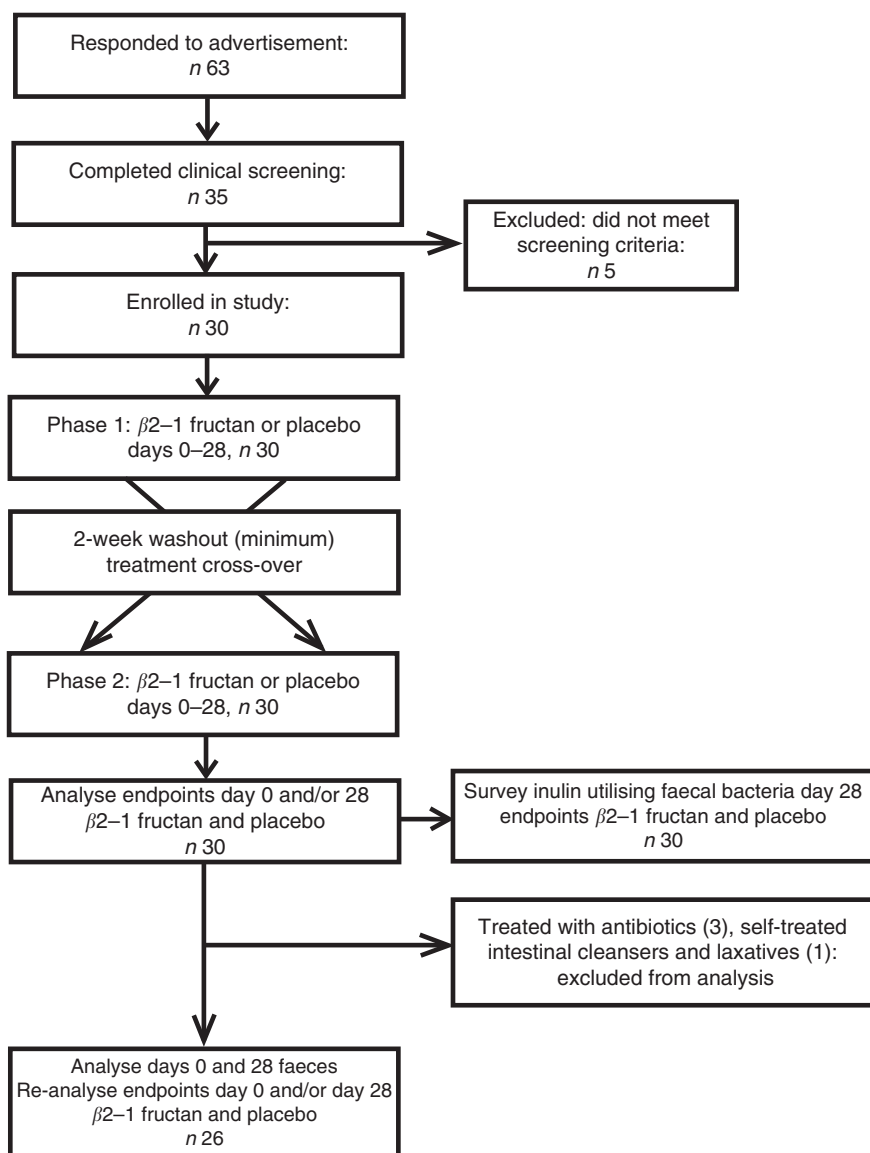 Responded to advertisement:
n 63
Completed clinical screening:
n 35
Excluded: did not meet
screening criteria:
n 5
Enrolled in study:
n 30
Phase 1: β2–1 fructan or placebo
days 0–28, n 30
2-week washout (minimum)
treatment cross-over
Phase 2: β2–1 fructan or placebo
days 0–28, n 30
Analyse endpoints day 0 and/or 28
β2–1 fructan and placebo
n 30
Survey inulin utilising faecal bacteria day 28
endpoints β2–1 fructan and placebo
n 30
Treated with antibiotics (3), self-treated
intestinal cleansers and laxatives (1):
excluded from analysis
Analyse days 0 and 28 faeces
Re-analyse endpoints day 0 and/or day 28
β2–1 fructan and placebo
n 26